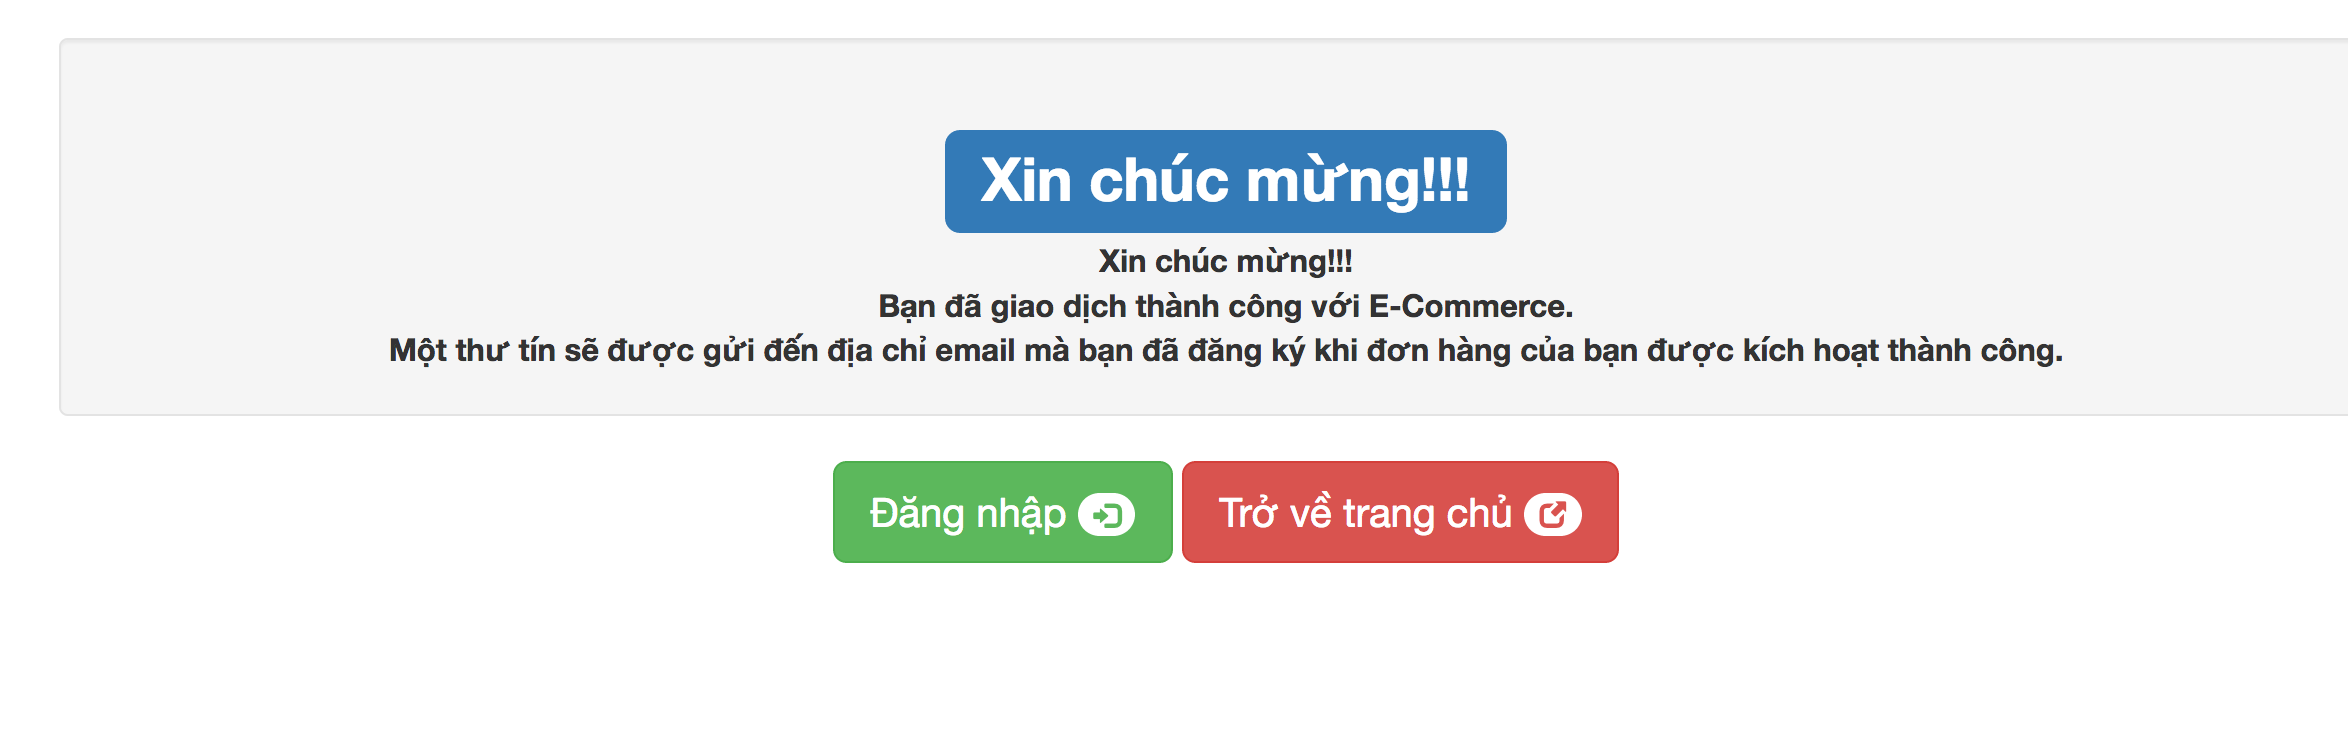 Xin chúc mừng!!!
Xin chúc mừng!!!
Bạn đã giao dịch thành công với E-Commerce.
Một thư tín sẽ được gửi đến địa chỉ email mà bạn đã đăng ký khi đơn hàng của bạn được kích hoạt thành công.
Đăng nhập
Trở về trang chủ